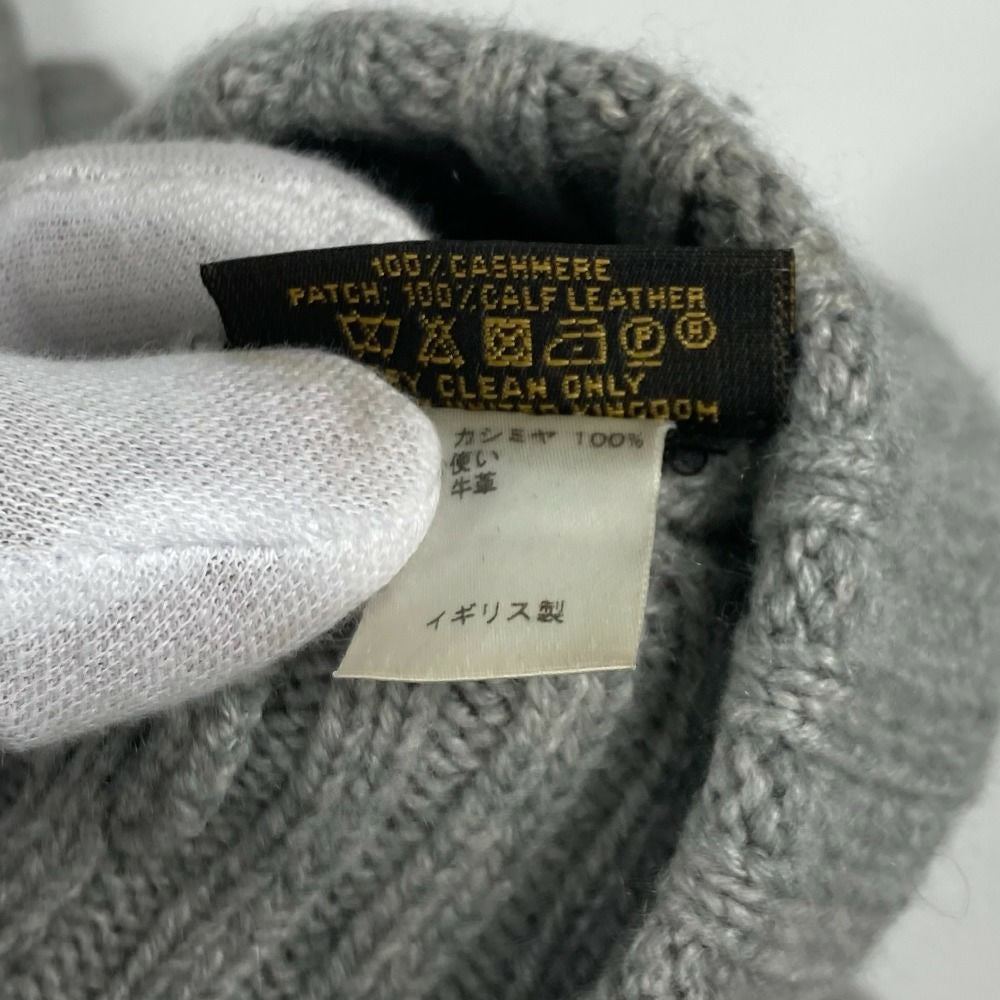 100% CASHMERE
PATCH: 100% CALF LEATHER
P ®
CLEAN ONLY
KINGDOM
カシミヤ 100%
使い
牛革
イギリス製